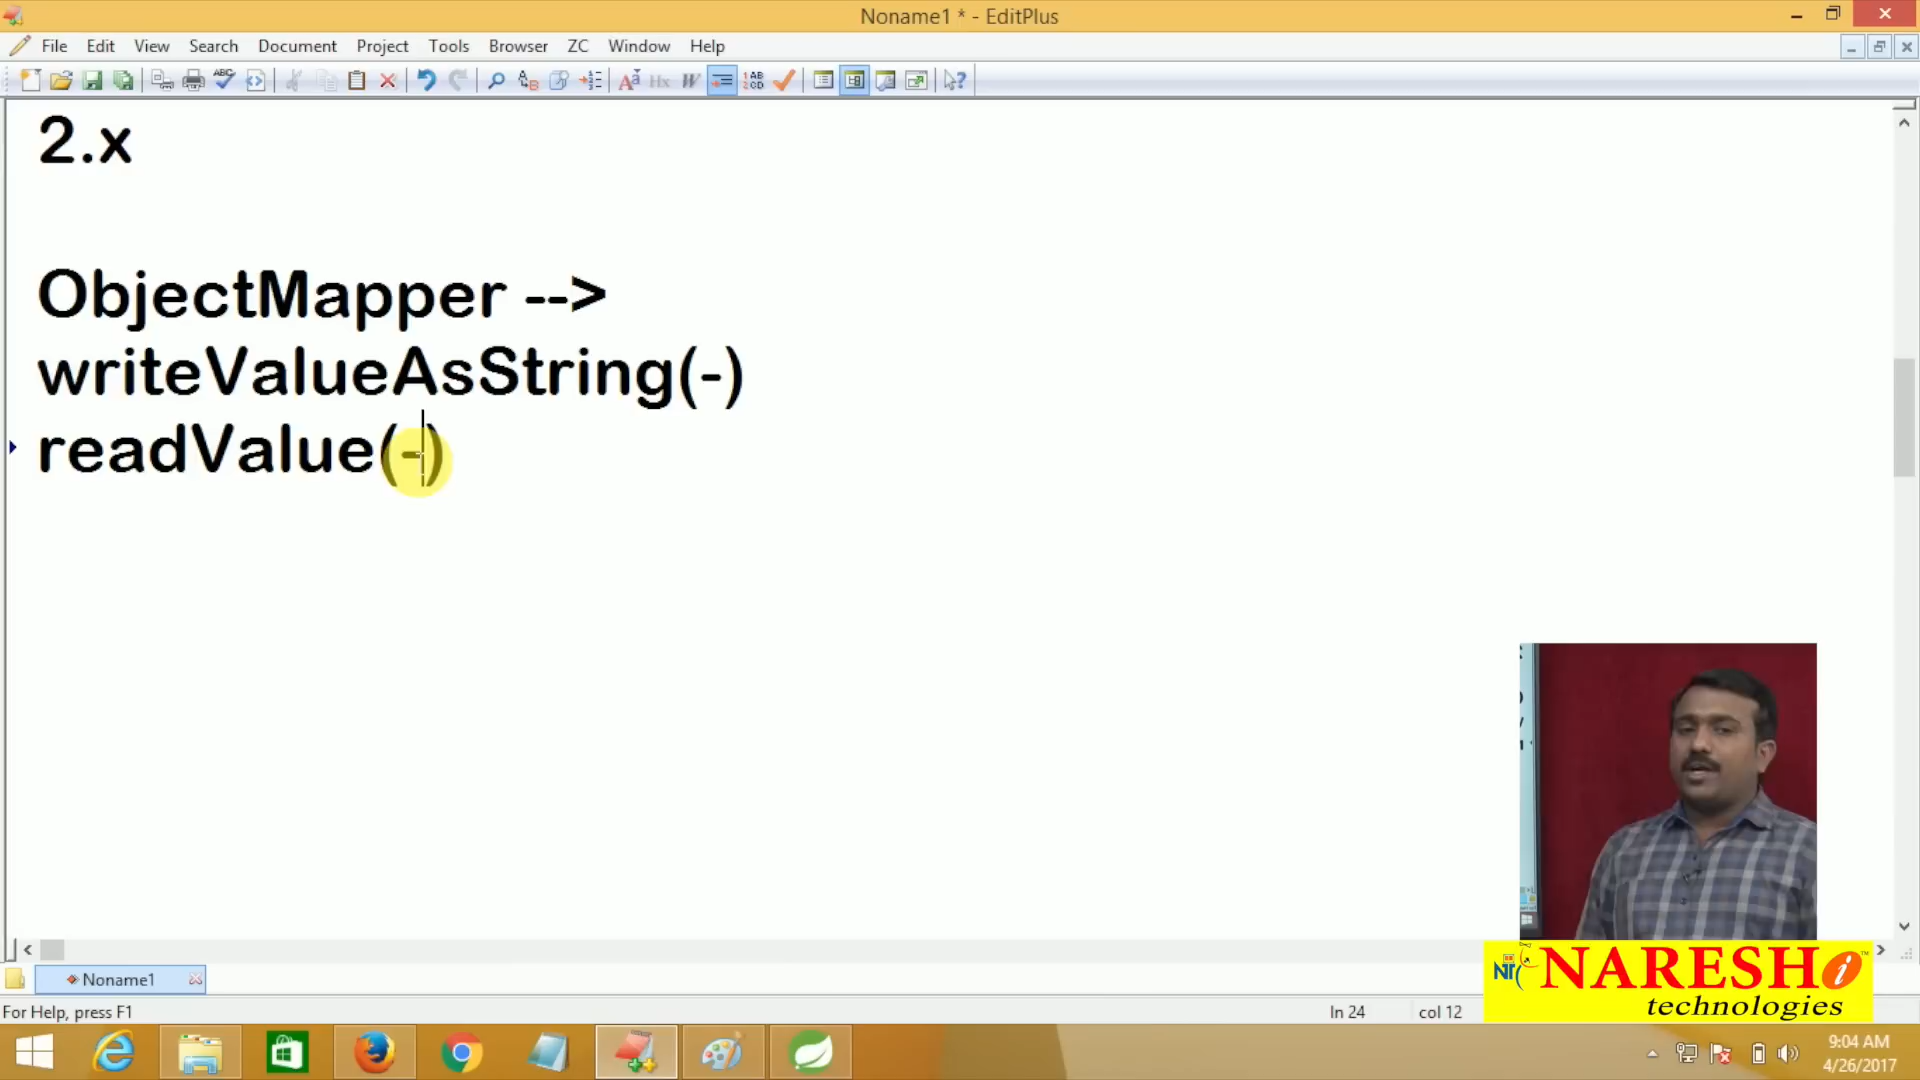 Noname1 * - EditPlus
File Edit View Search Document Project Tools Browser ZC Window Help
2.x
ObjectMapper -->
writeValueAsString(-)
readValue(-)
Noname1
For Help, press F1
ln 24
col 12
NARESH i
technologies
9:04 AM
4/26/2017